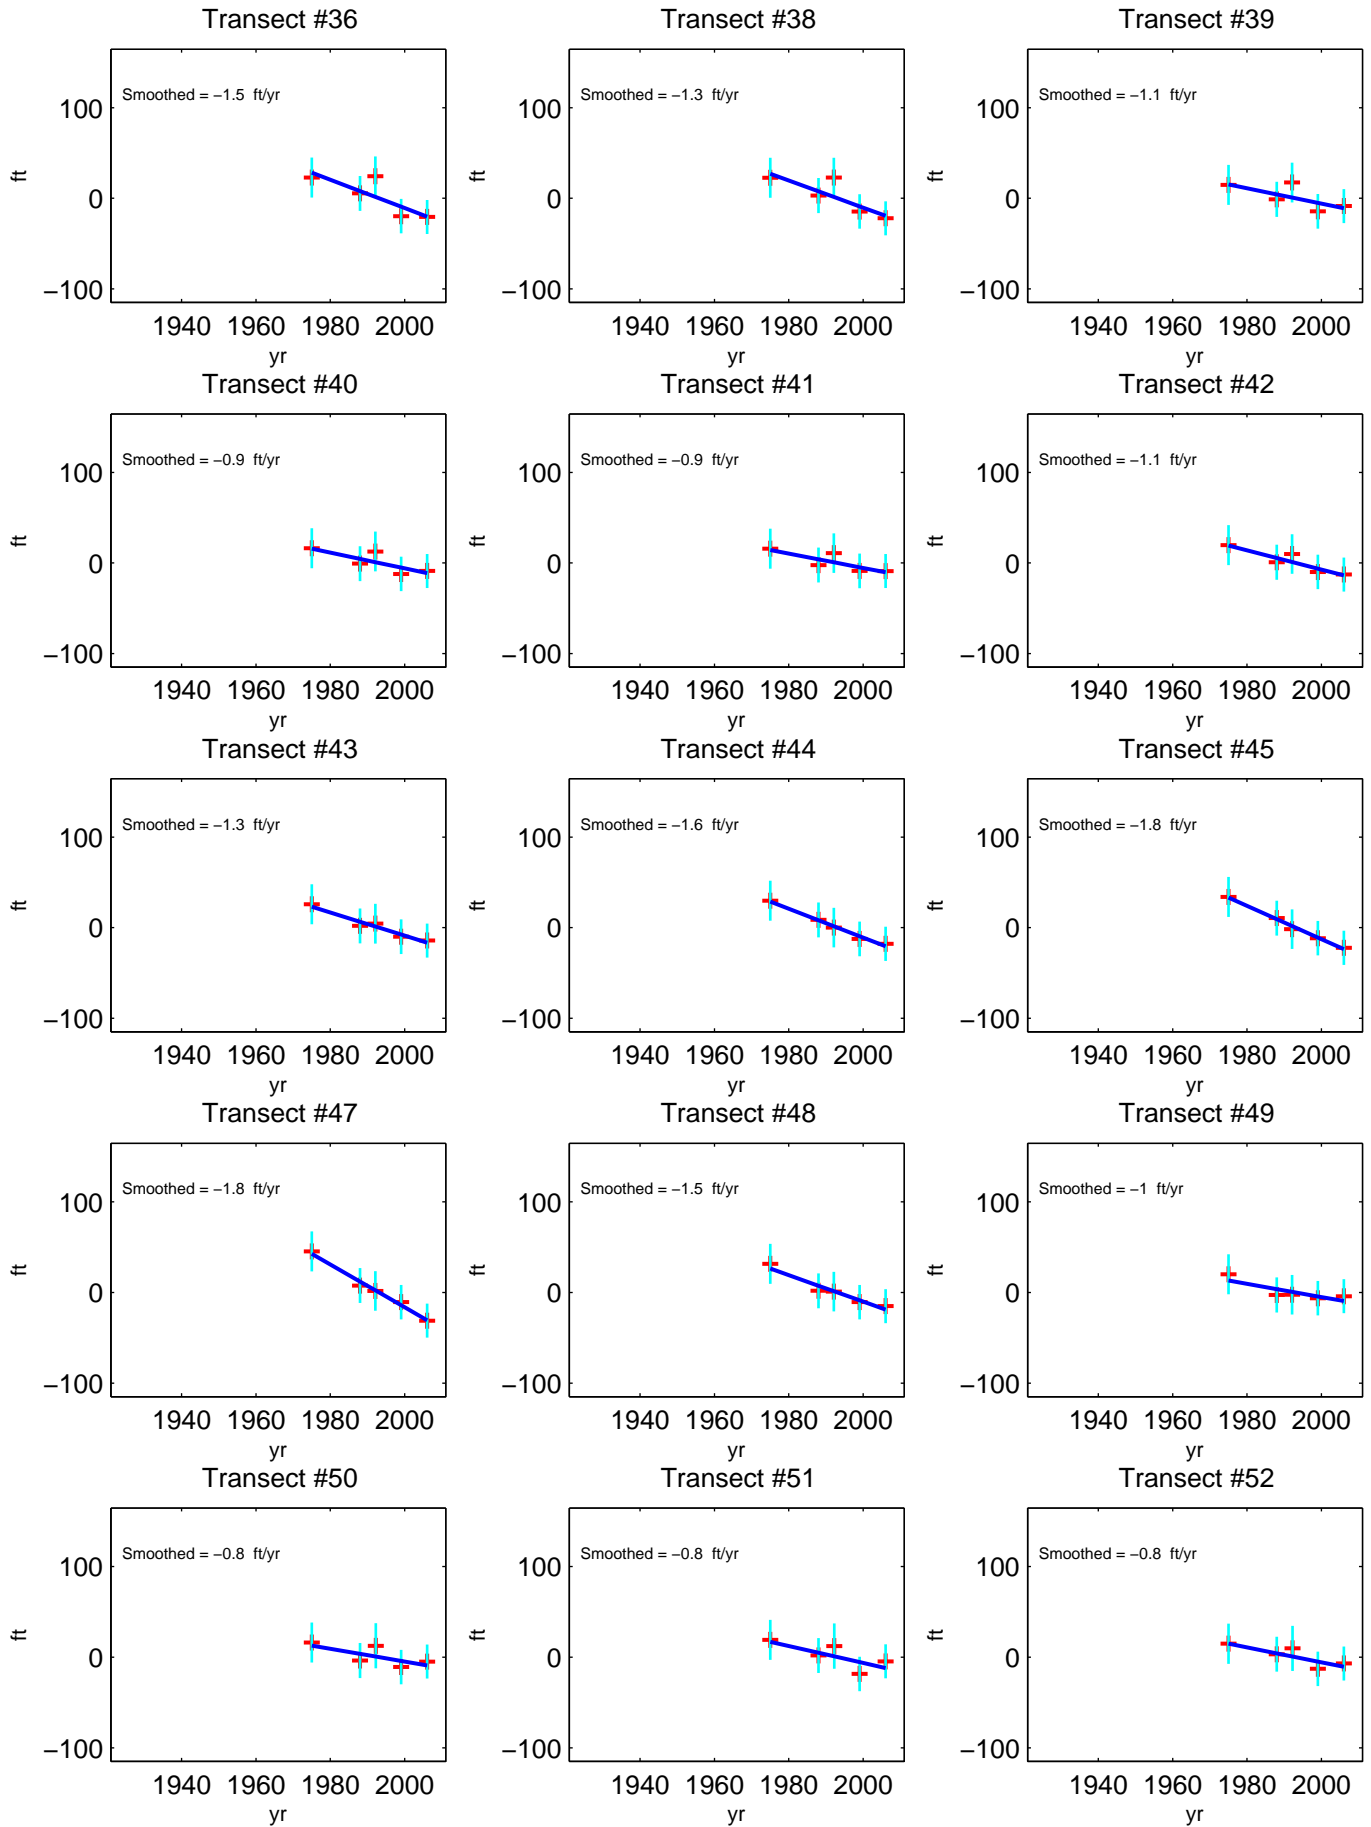 Transect #36
Transect #38
Transect #39
Smoothed = −1.5 ft/yr
Smoothed = −1.3 ft/yr
Smoothed = −1.1 ft/yr
100
0
−100
ft
100
0
−100
ft
100
0
−100
ft
1940 1960 1980 2000
1940 1960 1980 2000
1940 1960 1980 2000
yr
yr
yr
Transect #40
Transect #41
Transect #42
Smoothed = −0.9 ft/yr
Smoothed = −0.9 ft/yr
Smoothed = −1.1 ft/yr
100
0
−100
ft
100
0
−100
ft
100
0
−100
ft
1940 1960 1980 2000
1940 1960 1980 2000
1940 1960 1980 2000
yr
yr
yr
Transect #43
Transect #44
Transect #45
Smoothed = −1.3 ft/yr
Smoothed = −1.6 ft/yr
Smoothed = −1.8 ft/yr
100
0
−100
ft
100
0
−100
ft
100
0
−100
ft
1940 1960 1980 2000
1940 1960 1980 2000
1940 1960 1980 2000
yr
yr
yr
Transect #47
Transect #48
Transect #49
Smoothed = −1.8 ft/yr
Smoothed = −1.5 ft/yr
Smoothed = −1 ft/yr
100
0
−100
ft
100
0
−100
ft
100
0
−100
ft
1940 1960 1980 2000
1940 1960 1980 2000
1940 1960 1980 2000
yr
yr
yr
Transect #50
Transect #51
Transect #52
Smoothed = −0.8 ft/yr
Smoothed = −0.8 ft/yr
Smoothed = −0.8 ft/yr
100
0
−100
ft
100
0
−100
ft
100
0
−100
ft
1940 1960 1980 2000
1940 1960 1980 2000
1940 1960 1980 2000
yr
yr
yr